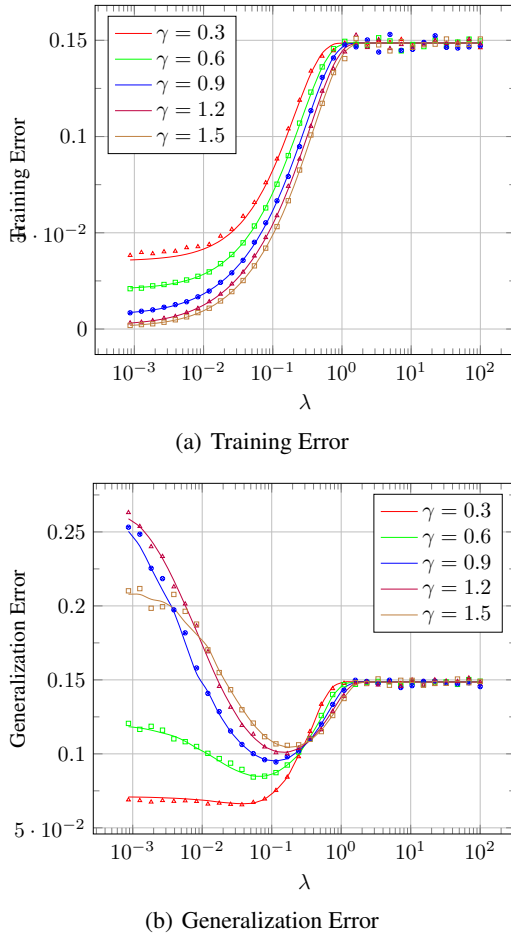 0.15
0.1
5 · 10⁻²
0
Training Error
γ = 0.3
γ = 0.6
γ = 0.9
γ = 1.2
γ = 1.5
10⁻³ 10⁻² 10⁻¹ 10⁰ 10¹ 10²
λ
(a) Training Error
0.25
0.2
0.15
0.1
5 · 10⁻²
Generalization Error
γ = 0.3
γ = 0.6
γ = 0.9
γ = 1.2
γ = 1.5
10⁻³ 10⁻² 10⁻¹ 10⁰ 10¹ 10²
λ
(b) Generalization Error